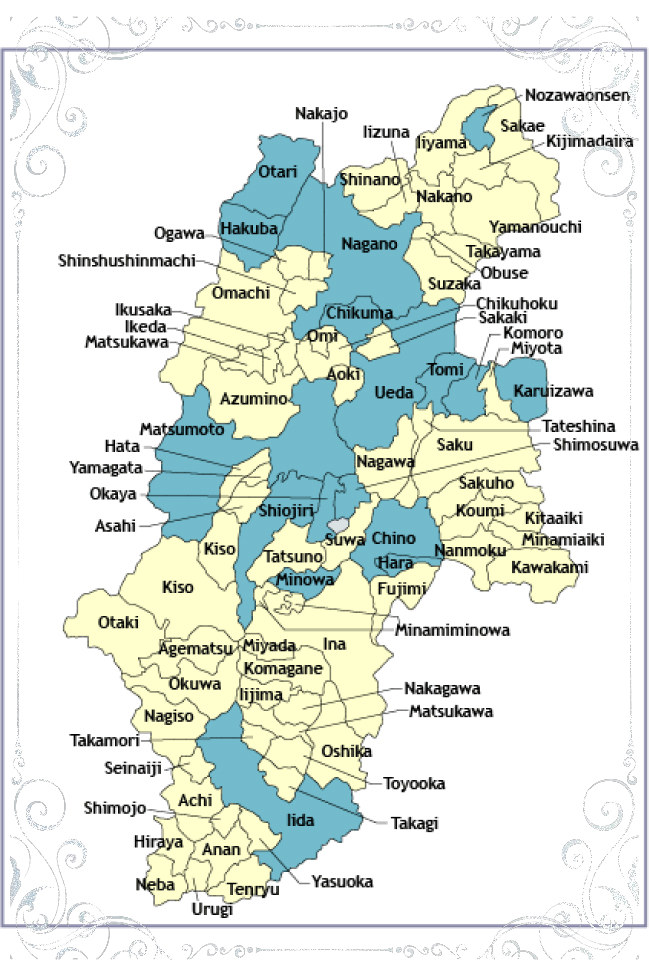 Nozawaonsen
Nakajo
Iizuna
Sakae
Iiyama
Kijimadaira
Otari
Shinano
Nakano
Hakuba
Yamanouchi
Ogawa
Nagano
Takayama
Shinshushinmachi
Obuse
Suzaka
Omachi
Chikuhoku
Ikusaka
Chikuma
Sakaki
Ikeda
Omi
Komoro
Matsukawa
Miyota
Aoki
Tomi
Ueda
Karuizawa
Azumino
Matsumoto
Tateshina
Hata
Saku
Shimosuwa
Yamagata
Nagawa
Okaya
Sakuho
Shiojiri
Koumi
Kitaaiki
Asahi
Suwa
Chino
Minamiaiki
Kiso
Tatsuno
Nanmoku
Hara
Kawakami
Minowa
Kiso
Fujimi
Otaki
Minamiminowa
Agematsu
Miyada
Ina
Komagane
Okuwa
Iijima
Nakagawa
Nagiso
Matsukawa
Takamori
Oshika
Seinaiji
Toyooka
Achi
Shimojo
Iida
Takagi
Hiraya
Anan
Neba
Tenryu
Yasuoka
Urugi